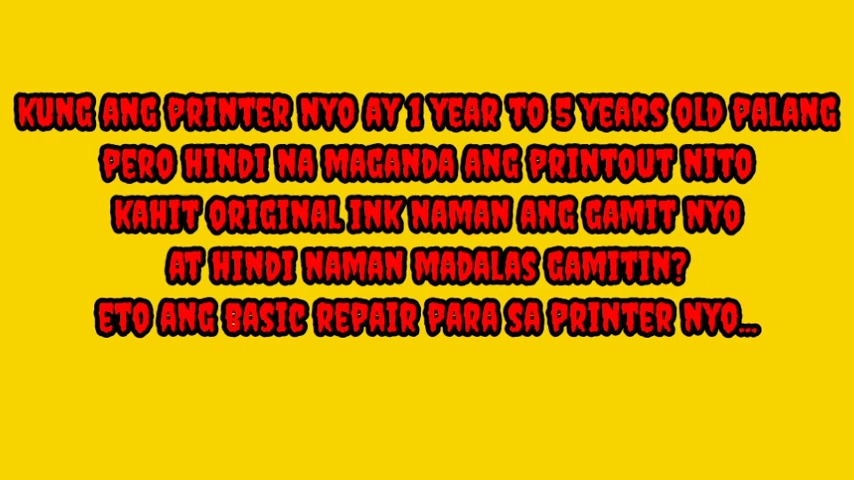 KUNG ANG PRINTER NYO AY 1 YEAR TO 5 YEARS OLD PALANG
PERO HINDI NA MAGANDA ANG PRINTOUT NITO
KAHIT ORIGINAL INK NAMAN ANG GAMIT NYO
AT HINDI NAMAN MADALAS GAMITIN?
ETO ANG BASIC REPAIR PARA SA PRINTER NYO...